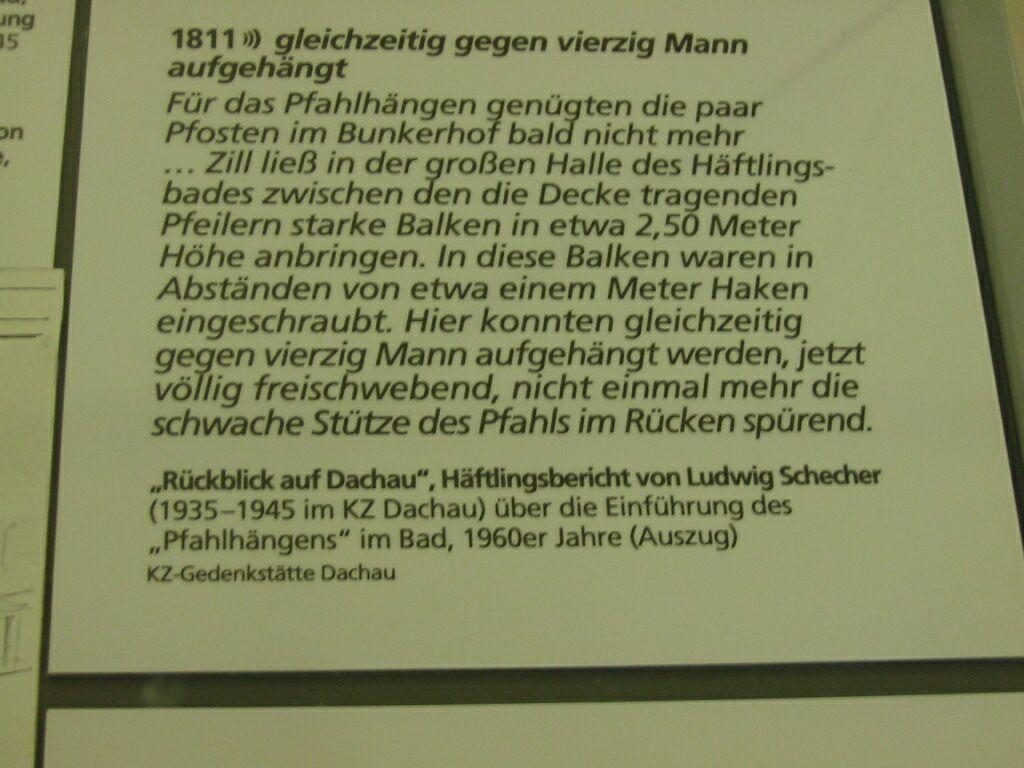 ung
45
on
1811 gleichzeitig gegen vierzig Mann
aufgehängt
Für das Pfahlhängen genügten die paar
Pfosten im Bunkerhof bald nicht mehr
... Zill ließ in der großen Halle des Häftlings-
bades zwischen den die Decke tragenden
Pfeilern starke Balken in etwa 2,50 Meter
Höhe anbringen. In diese Balken waren in
Abständen von etwa einem Meter Haken
eingeschraubt. Hier konnten gleichzeitig
gegen vierzig Mann aufgehängt werden, jetzt
völlig freischwebend, nicht einmal mehr die
schwache Stütze des Pfahls im Rücken spürend.
„Rückblick auf Dachau“, Häftlingsbericht von Ludwig Schecher
(1935–1945 im KZ Dachau) über die Einführung des
„Pfahlhängens“ im Bad, 1960er Jahre (Auszug)
KZ-Gedenkstätte Dachau